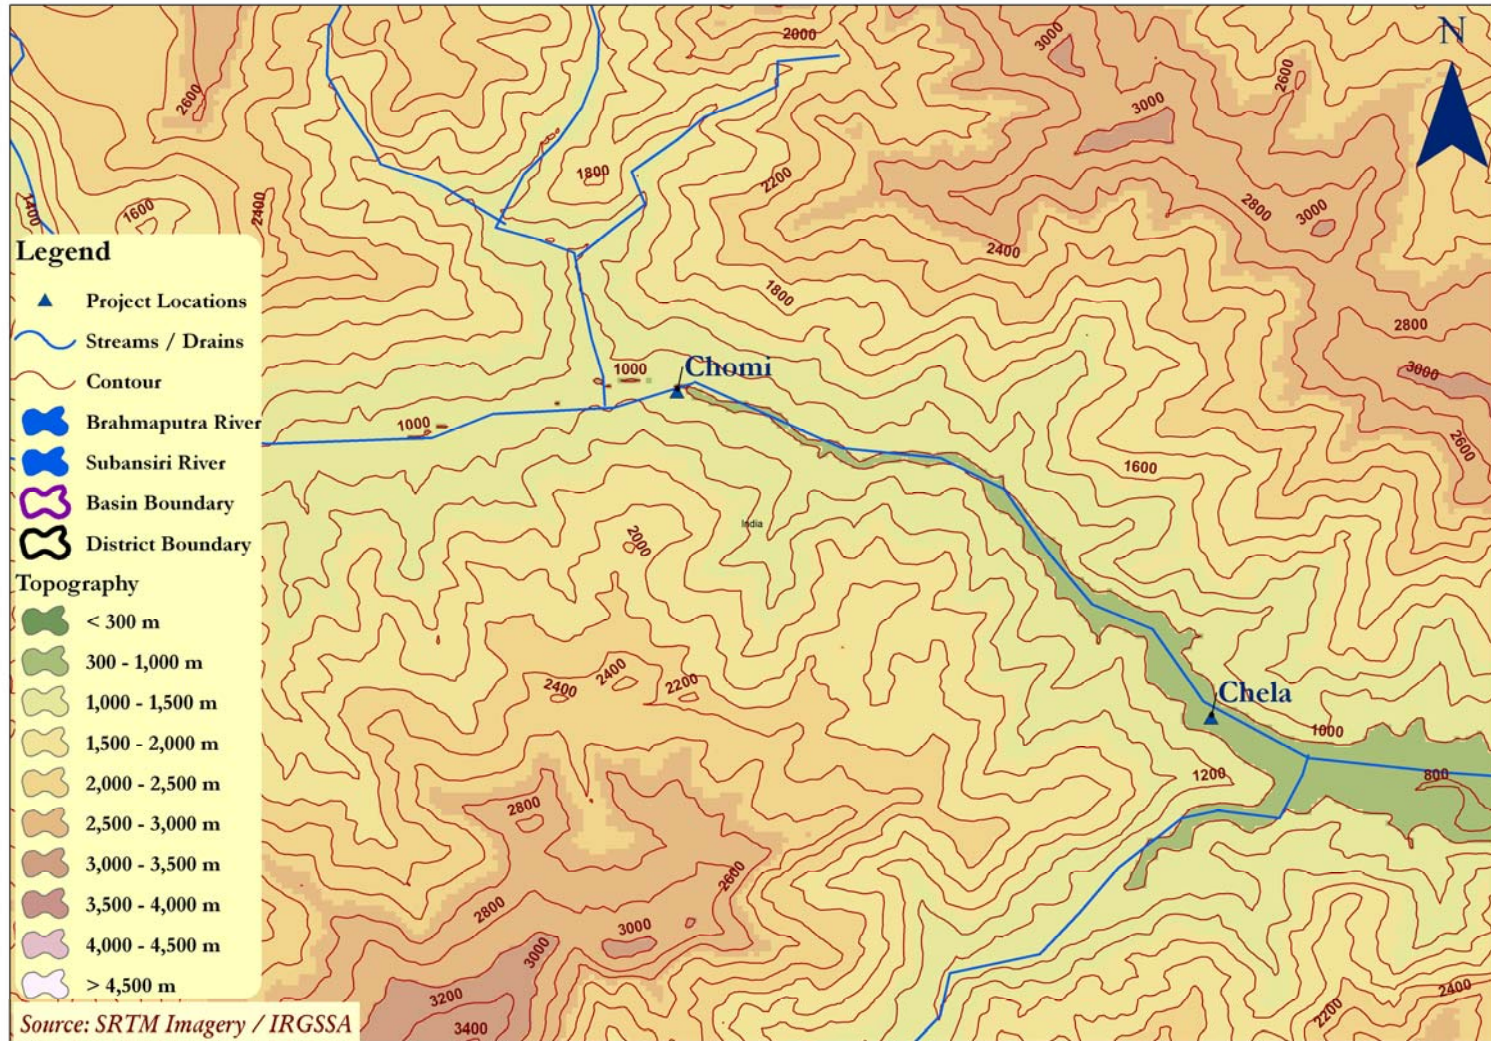 2000
3000
N
2600
2600
3000
1800
2200
1400
1600
2400
2800
3000
2400
Legend
Project Locations
Streams / Drains
Contour
Brahmaputra River
Subansiri River
Basin Boundary
District Boundary
Topography
< 300 m
300 - 1,000 m
1,000 - 1,500 m
1,500 - 2,000 m
2,000 - 2,500 m
2,500 - 3,000 m
3,000 - 3,500 m
3,500 - 4,000 m
4,000 - 4,500 m
> 4,500 m
Source: SRTM Imagery / IRGSSA
1800
2800
Chomi
1000
3000
1000
2600
1600
India
2000
2400
2400
2200
Chela
1000
1200
800
2800
2600
2800
3000
3000
3200
3400
2400
2200